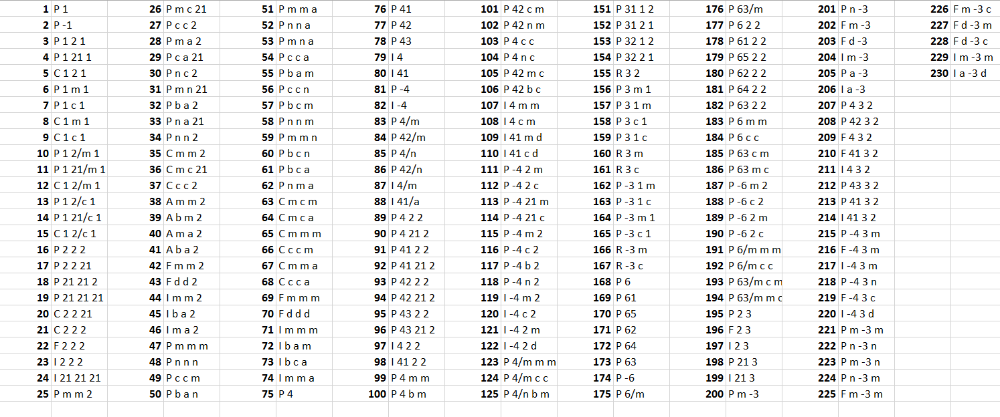 1 P 1 26 P m c 21 51 P m m a 76 P 41 101 P 42 c m 151 P 31 1 2 176 P 63/m 201 P n -3 226 F m -3 c
2 P -1 27 P c c 2 52 P n n a 77 P 42 102 P 42 n m 152 P 31 2 1 177 P 6 2 2 202 F m -3 227 F d -3 m
3 P 1 2 1 28 P m a 2 53 P m n a 78 P 43 103 P 4 c c 153 P 32 1 2 178 P 61 2 2 203 F d -3 228 F d -3 c
4 P 1 21 1 29 P c a 21 54 P c c a 79 I 4 104 P 4 n c 154 P 32 2 1 179 P 65 2 2 204 I m -3 229 I m -3 m
5 C 1 2 1 30 P n c 2 55 P b a m 80 I 41 105 P 42 m c 155 R 3 2 180 P 62 2 2 205 P a -3 230 I a -3 d
6 P 1 m 1 31 P m n 21 56 P c c n 81 P -4 106 P 42 b c 156 P 3 m 1 181 P 64 2 2 206 I a -3
7 P 1 c 1 32 P b a 2 57 P b c m 82 I -4 107 I 4 m m 157 P 3 1 m 182 P 63 2 2 207 P 4 3 2
8 C 1 m 1 33 P n a 21 58 P n n m 83 P 4/m 108 I 4 c m 158 P 3 c 1 183 P 6 m m 208 P 42 3 2
9 C 1 c 1 34 P n n 2 59 P m m n 84 P 42/m 109 I 41 m d 159 P 3 1 c 184 P 6 c c 209 F 4 3 2
10 P 1 2/m 1 35 C m m 2 60 P b c n 85 P 4/n 110 I 41 c d 160 R 3 m 185 P 63 c m 210 F 41 3 2
11 P 1 21/m 1 36 C m c 21 61 P b c a 86 P 42/n 111 P -4 2 m 161 R 3 c 186 P 63 m c 211 I 4 3 2
12 C 1 2/m 1 37 C c c 2 62 P n m a 87 I 4/m 112 P -4 2 c 162 P -3 1 m 187 P -6 m 2 212 P 43 3 2
13 P 1 2/c 1 38 A m m 2 63 C m c m 88 I 41/a 113 P -4 21 m 163 P -3 1 c 188 P -6 c 2 213 P 41 3 2
14 P 1 21/c 1 39 A b m 2 64 C m c a 89 P 4 2 2 114 P -4 21 c 164 P -3 m 1 189 P -6 2 m 214 I 41 3 2
15 C 1 2/c 1 40 A m a 2 65 C m m m 90 P 4 21 2 115 P -4 m 2 165 P -3 c 1 190 P -6 2 c 215 P -4 3 m
16 P 2 2 2 41 A b a 2 66 C c c m 91 P 41 2 2 116 P -4 c 2 166 R -3 m 191 P 6/m m m 216 F -4 3 m
17 P 2 2 21 42 F m m 2 67 C m m a 92 P 41 21 2 117 P -4 b 2 167 R -3 c 192 P 6/m c c 217 I -4 3 m
18 P 21 21 2 43 F d d 2 68 C c c a 93 P 42 2 2 118 P -4 n 2 168 P 6 193 P 63/m c m 218 P -4 3 n
19 P 21 21 21 44 I m m 2 69 F m m m 94 P 42 21 2 119 I -4 m 2 169 P 61 194 P 63/m m c 219 F -4 3 c
20 C 2 2 21 45 I b a 2 70 F d d d 95 P 43 2 2 120 I -4 c 2 170 P 65 195 P 2 3 220 I -4 3 d
21 C 2 2 2 46 I m a 2 71 I m m m 96 P 43 21 2 121 I -4 2 m 171 P 62 196 F 2 3 221 P m -3 m
22 F 2 2 2 47 P m m m 72 I b a m 97 I 4 2 2 122 I -4 2 d 172 P 64 197 I 2 3 222 P n -3 n
23 I 2 2 2 48 P n n n 73 I b c a 98 I 41 2 2 123 P 4/m m m 173 P 63 198 P 21 3 223 P m -3 n
24 I 21 21 21 49 P c c m 74 I m m a 99 P 4 m m 124 P 4/m c c 174 P -6 199 I 21 3 224 P n -3 m
25 P m m 2 50 P b a n 75 P 4 100 P 4 b m 125 P 4/n b m 175 P 6/m 200 P m -3 225 F m -3 m